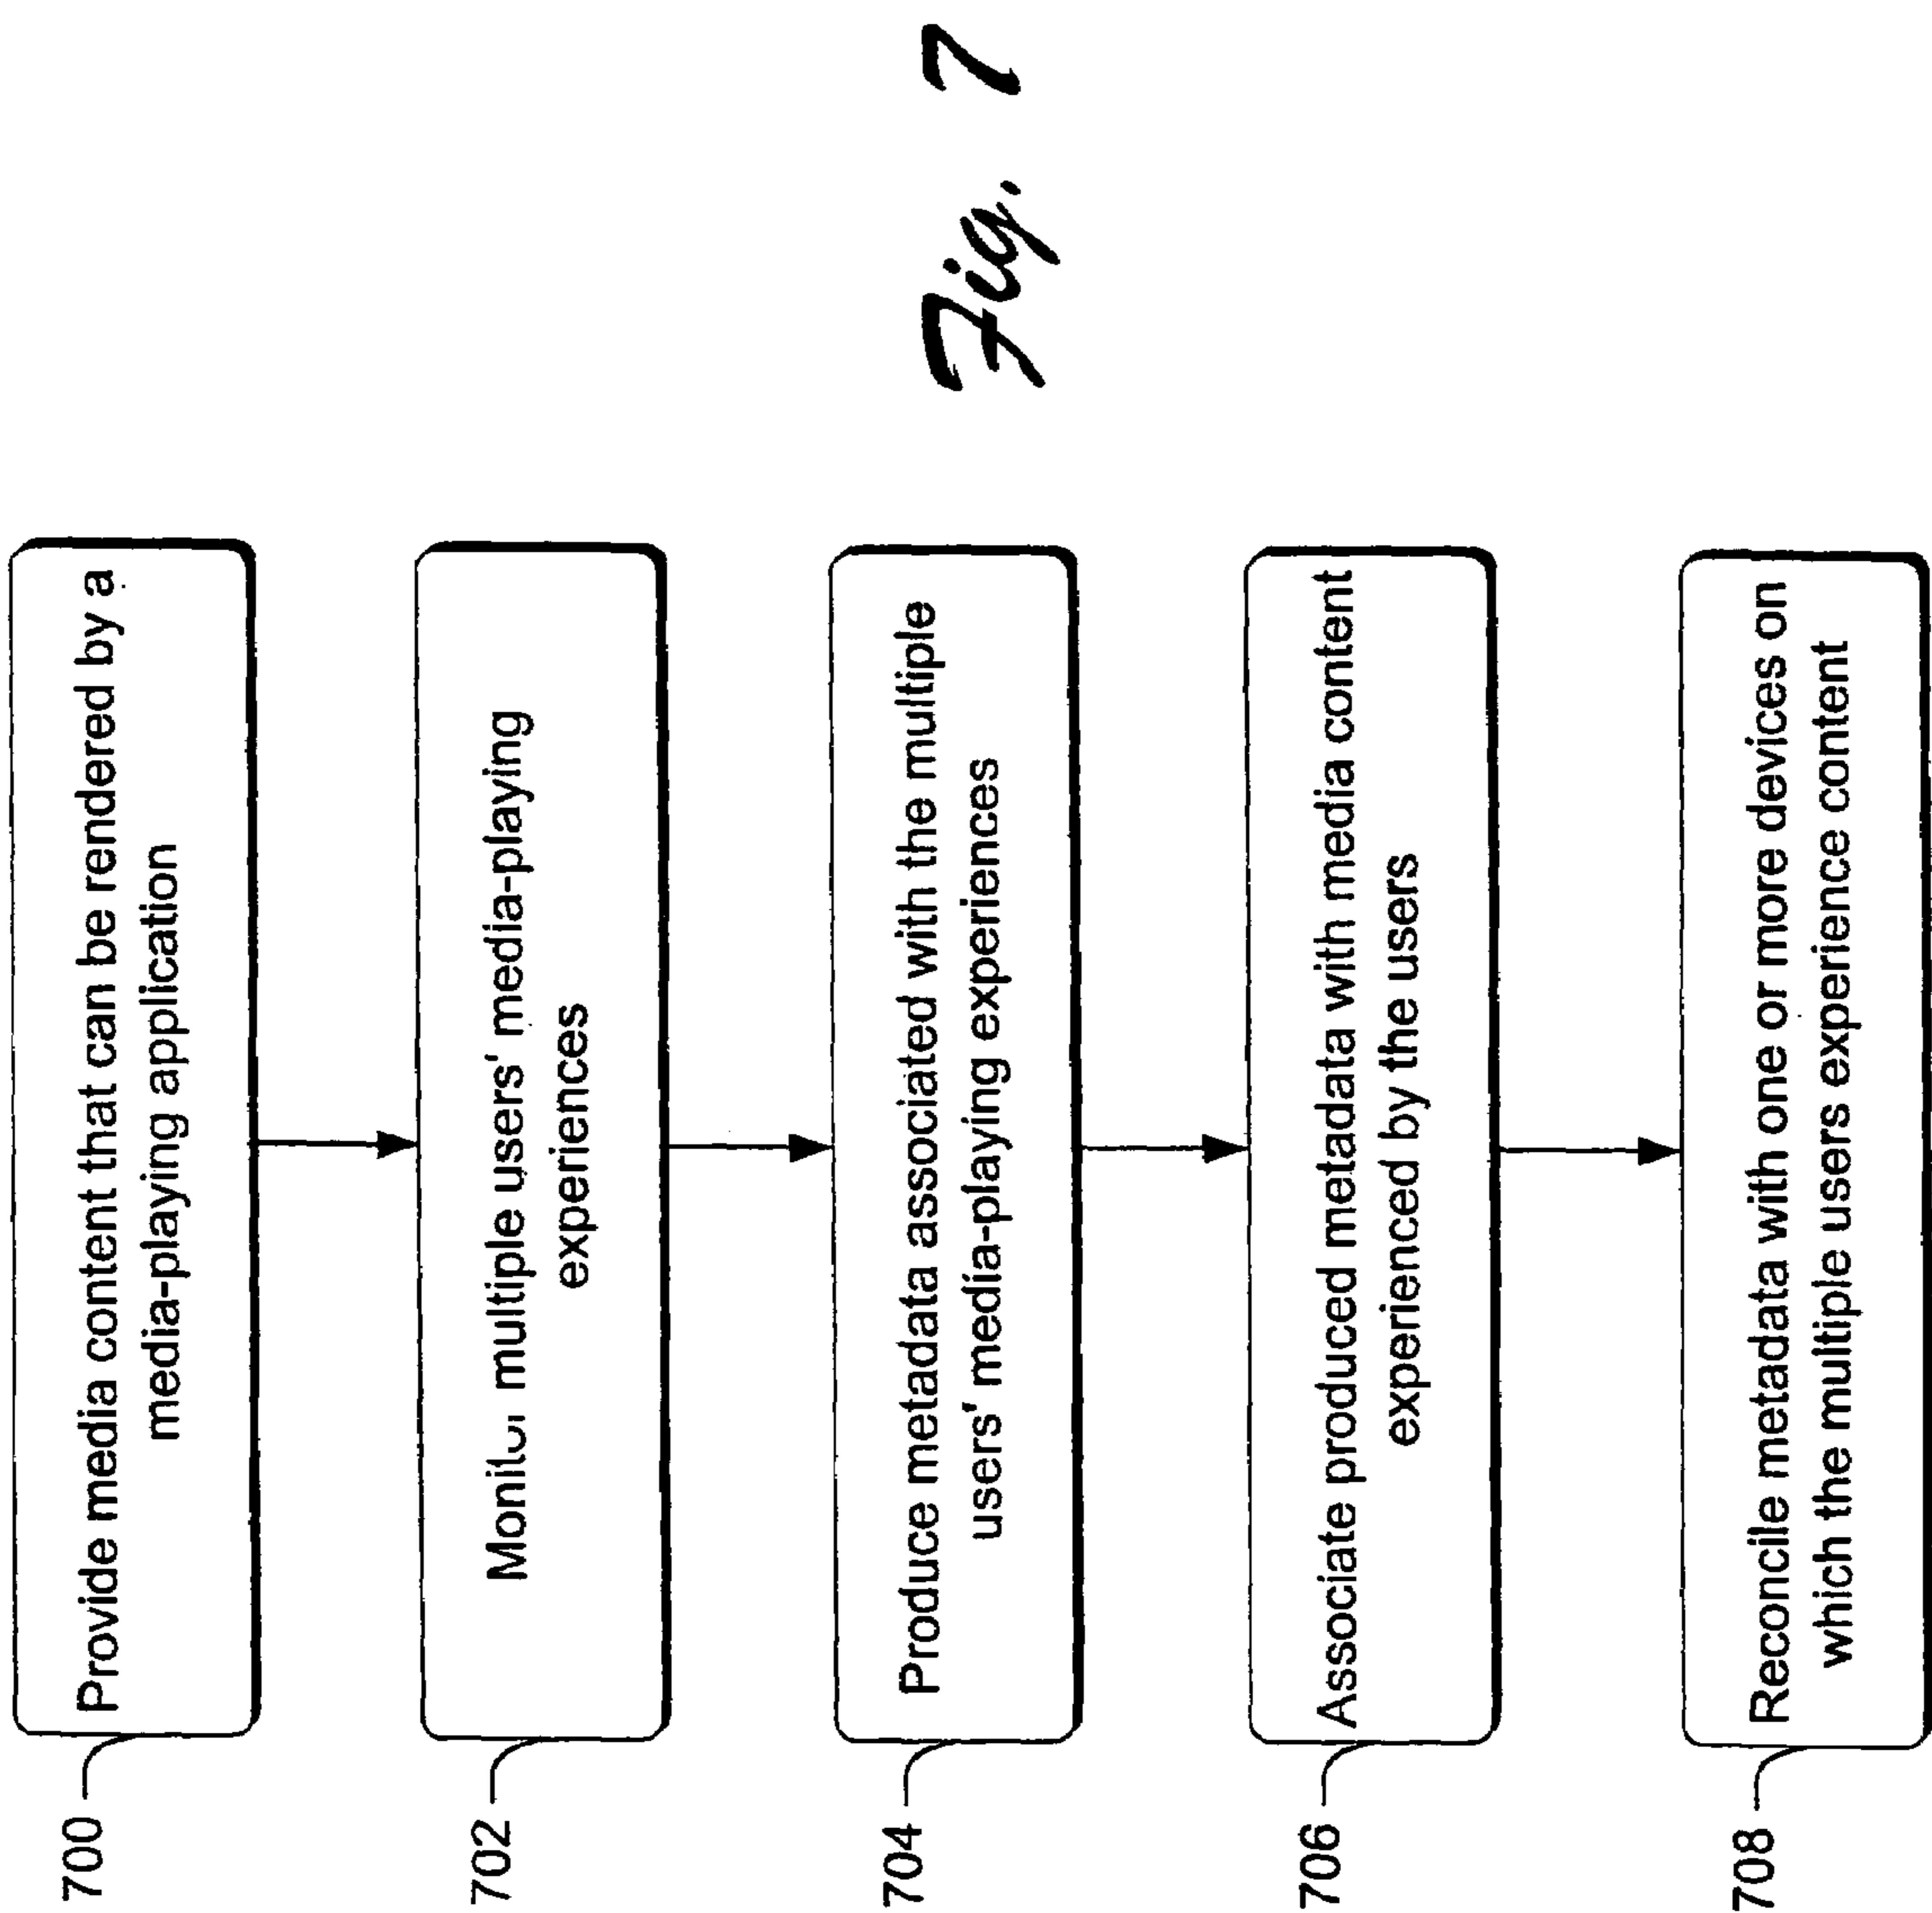 700
Provide media content that can be rendered by a
media-playing application
702
Monitor multiple users' media-playing
experiences
704
Produce metadata associated with the multiple
users' media-playing experiences
706
Associate produced metadata with media content
experienced by the users
708
Reconcile metadata with one or more devices on
which the multiple users experience content
Fig. 7